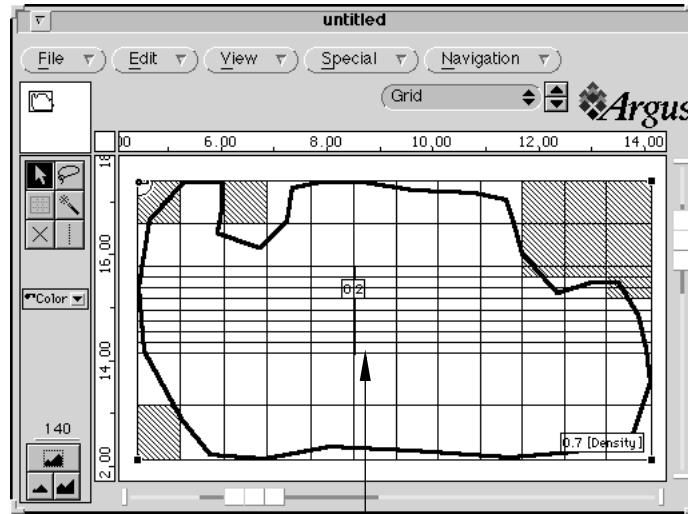 untitled
File Edit View Special Navigation
Grid
Argus
00 6,00 8,00 10,00 12,00 14,00
18
16,00
14,00
2,00
Color
140
0.2
0.7 [Density]